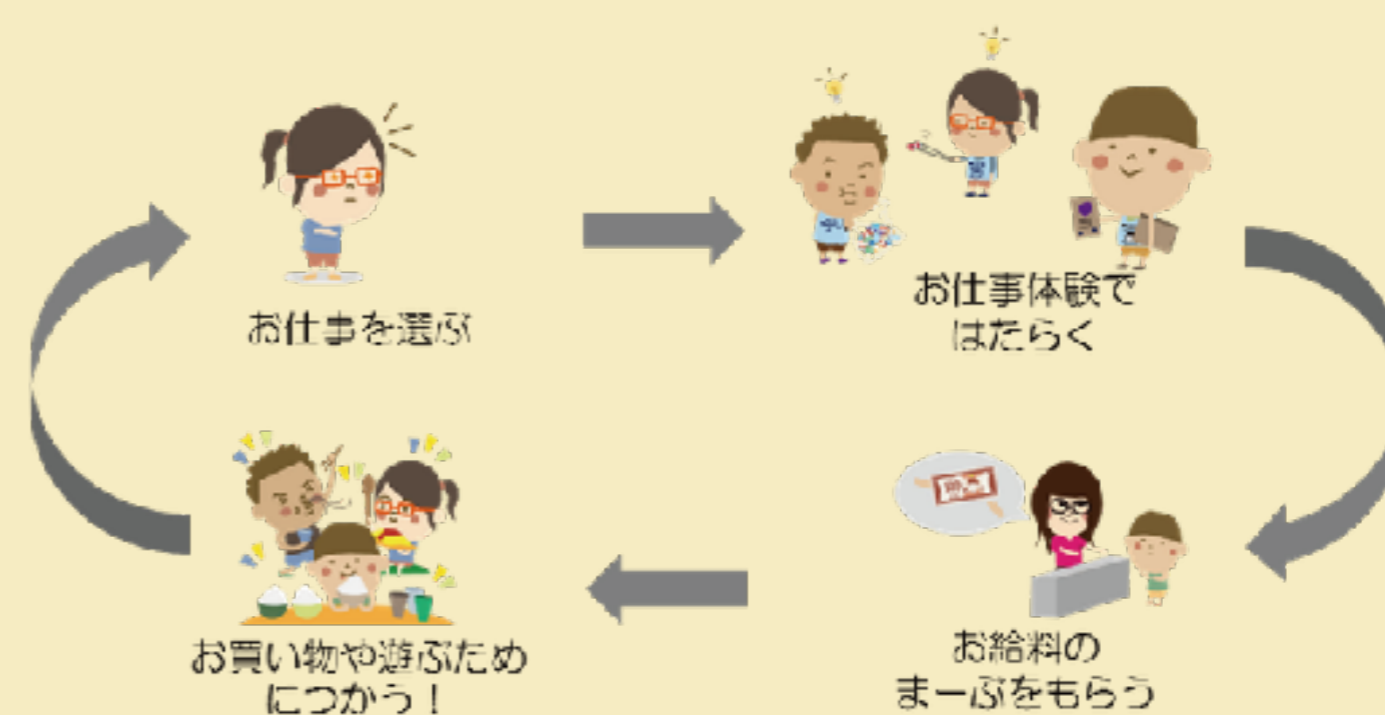 お仕事を選ぶ
お仕事体験で
はたらく
お給料の
まーぶをもらう
お買い物や遊ぶため
につかう！